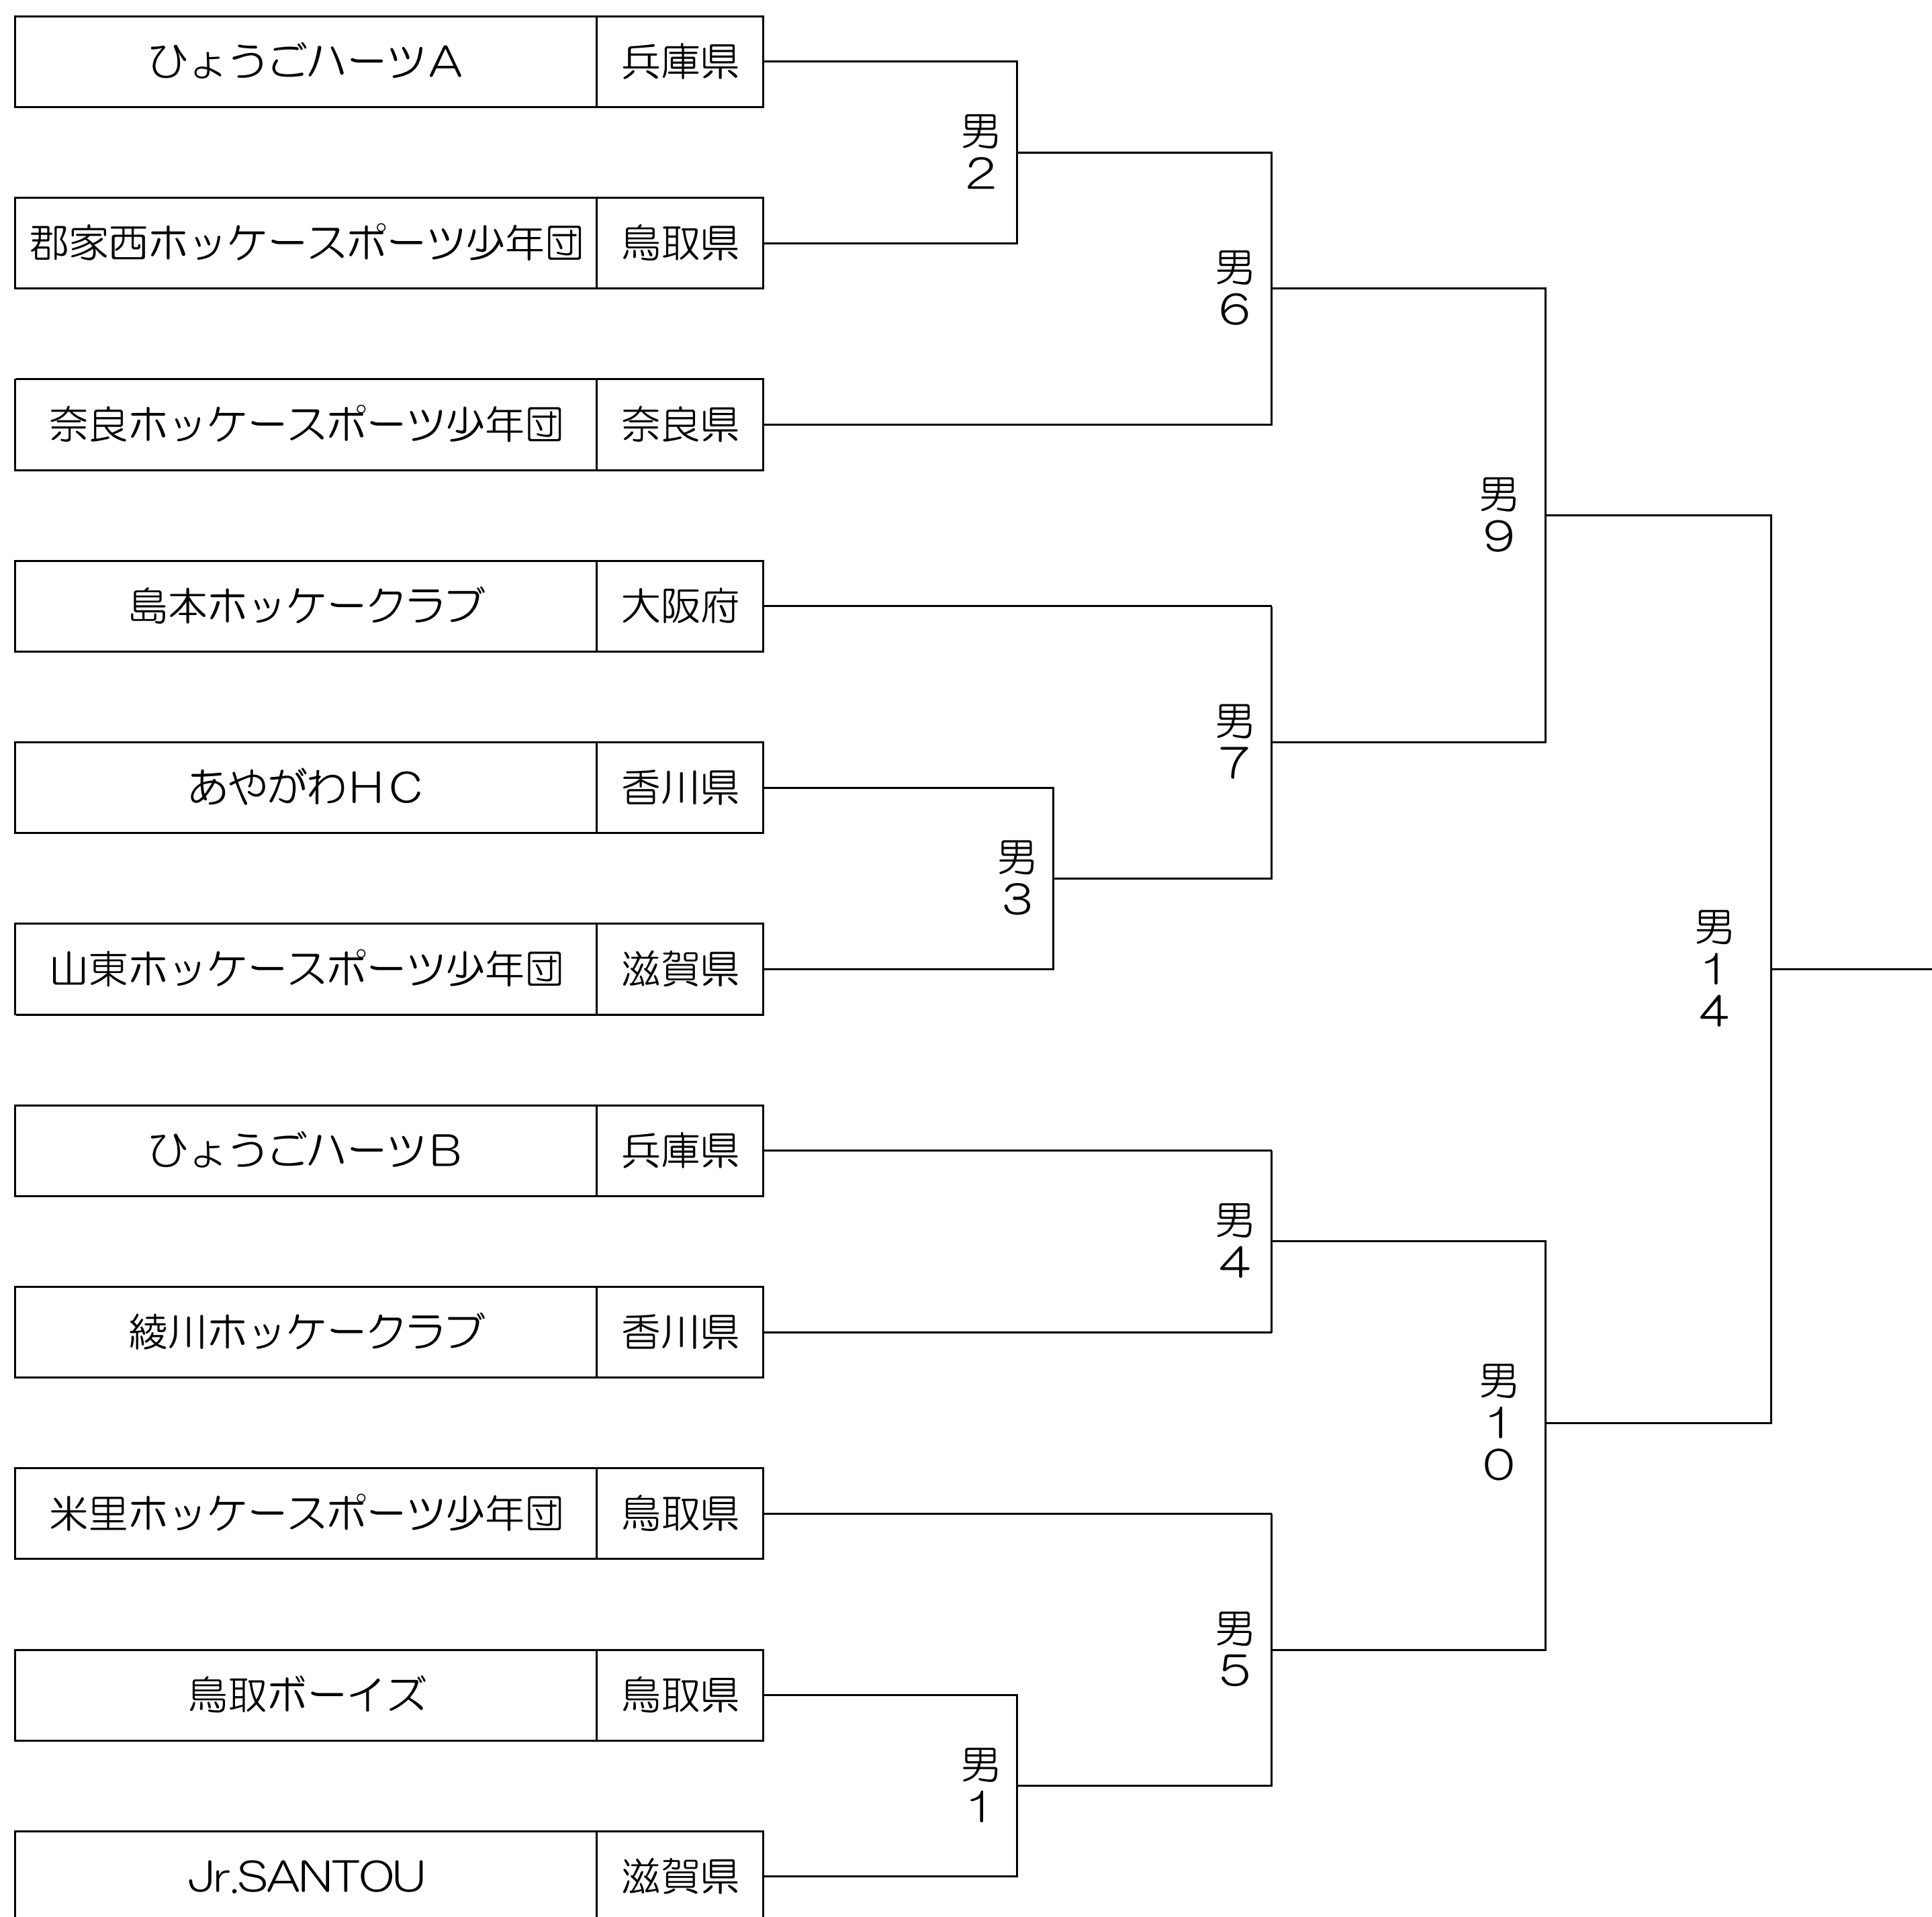 ひょうごハーツA 兵庫県
男2
郡家西ホッケースポーツ少年団 鳥取県
男6
奈良ホッケースポーツ少年団 奈良県
男9
島本ホッケークラブ 大阪府
男7
あやがわHC 香川県
男3
山東ホッケースポーツ少年団 滋賀県
男14
ひょうごハーツB 兵庫県
男4
綾川ホッケークラブ 香川県
男10
米里ホッケースポーツ少年団 鳥取県
男5
鳥取ボーイズ 鳥取県
男1
Jr.SANTOU 滋賀県